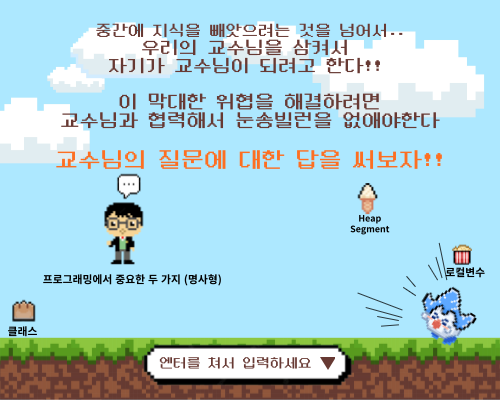 중간에 지식을 빼앗으려는 것을 넘어서..
우리의 교수님을 삼켜서
자기가 교수님이 되려고 한다!!
이 막대한 위협을 해결하려면
교수님과 협력해서 눈송빌런을 없애야한다
교수님의 질문에 대한 답을 써보자!!
Heap
Segment
로컬변수
프로그래밍에서 중요한 두 가지 (명사형)
클래스
엔터를 쳐서 입력하세요 ▼